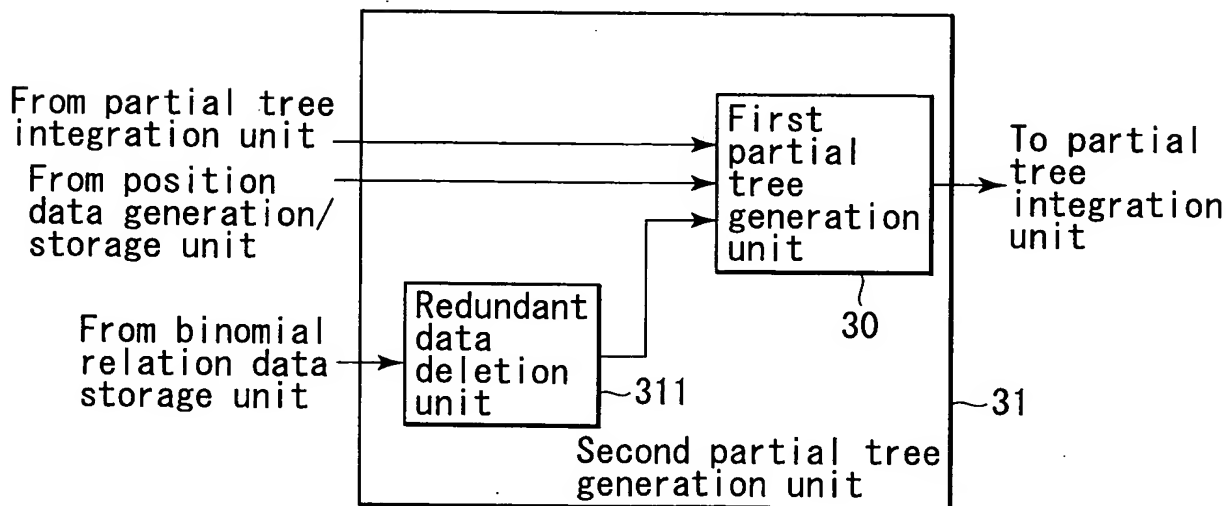 From partial tree
integration unit
From position
data generation/
storage unit
First
partial
tree
generation
unit
30
To partial
tree
integration
unit
From binomial
relation data
storage unit
Redundant
data
deletion
unit
311
31
Second partial tree
generation unit